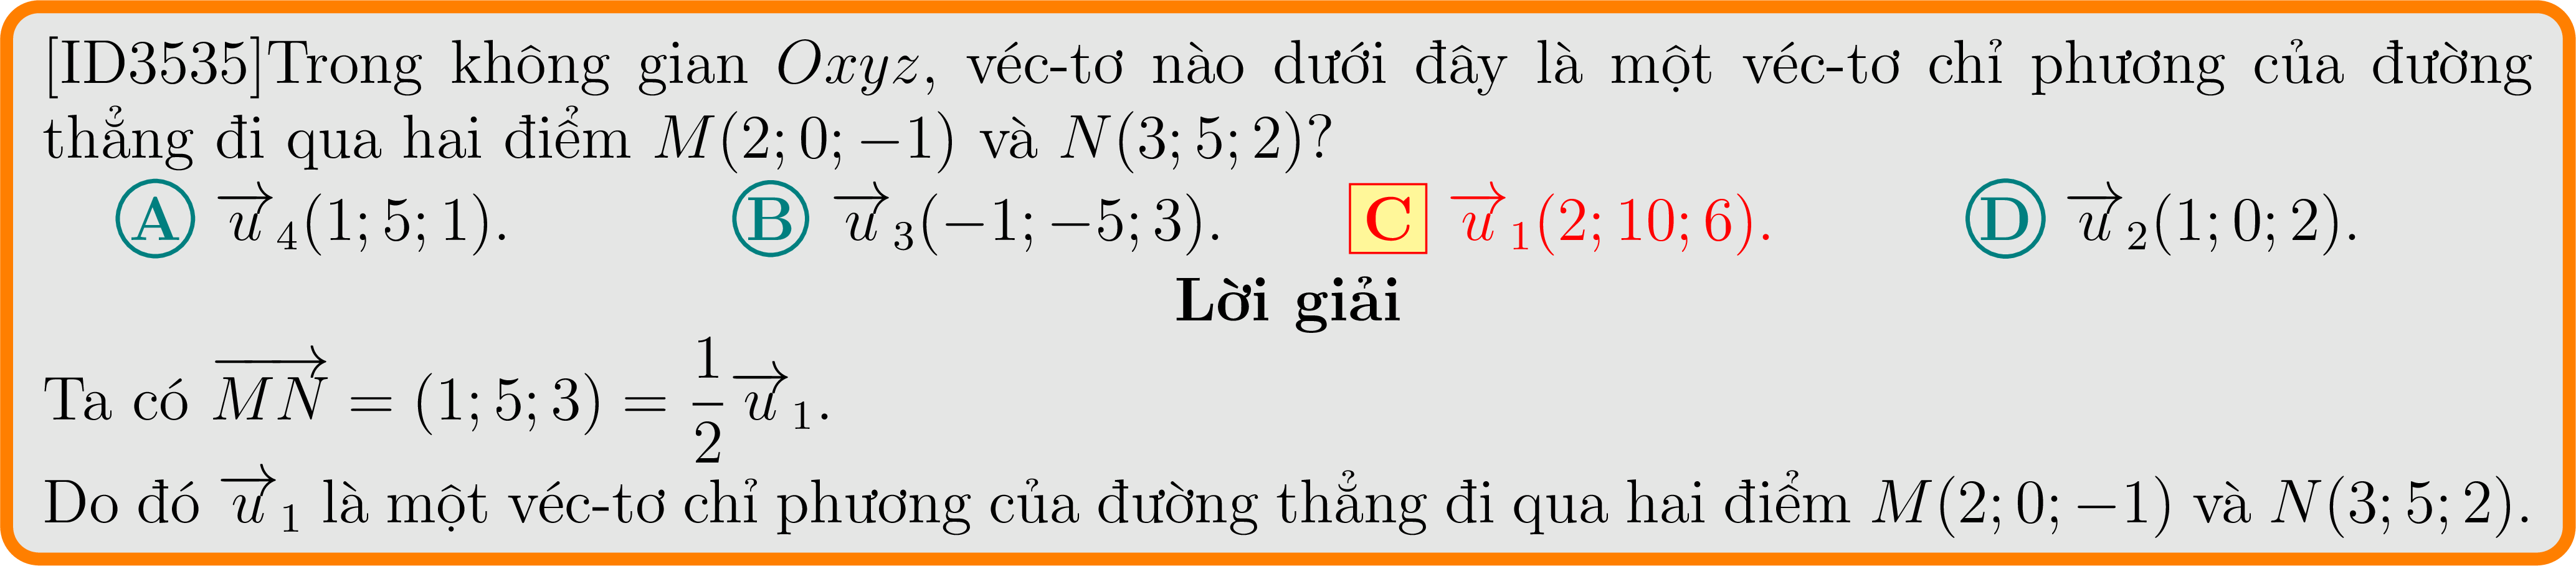 [ID3535]Trong không gian Oxyz, véc-tơ nào dưới đây là một véc-tơ chỉ phương của đường
thẳng đi qua hai điểm M(2; 0; −1) và N(3; 5; 2)?
A $\overrightarrow{u}_4(1; 5; 1)$. B $\overrightarrow{u}_3(−1; −5; 3)$. C $\overrightarrow{u}_1(2; 10; 6)$. D $\overrightarrow{u}_2(1; 0; 2)$.
Lời giải
Ta có $\overrightarrow{MN} = (1; 5; 3) = \frac{1}{2}\overrightarrow{u}_1$.
Do đó $\overrightarrow{u}_1$ là một véc-tơ chỉ phương của đường thẳng đi qua hai điểm M(2; 0; −1) và N(3; 5; 2).